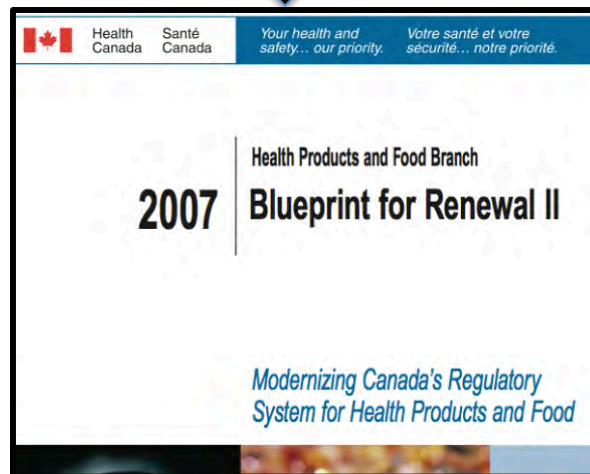 Health Canada
Santé Canada
Your health and safety... our priority.
Votre santé et votre sécurité... notre priorité.
2007
Health Products and Food Branch
Blueprint for Renewal II
Modernizing Canada's Regulatory
System for Health Products and Food